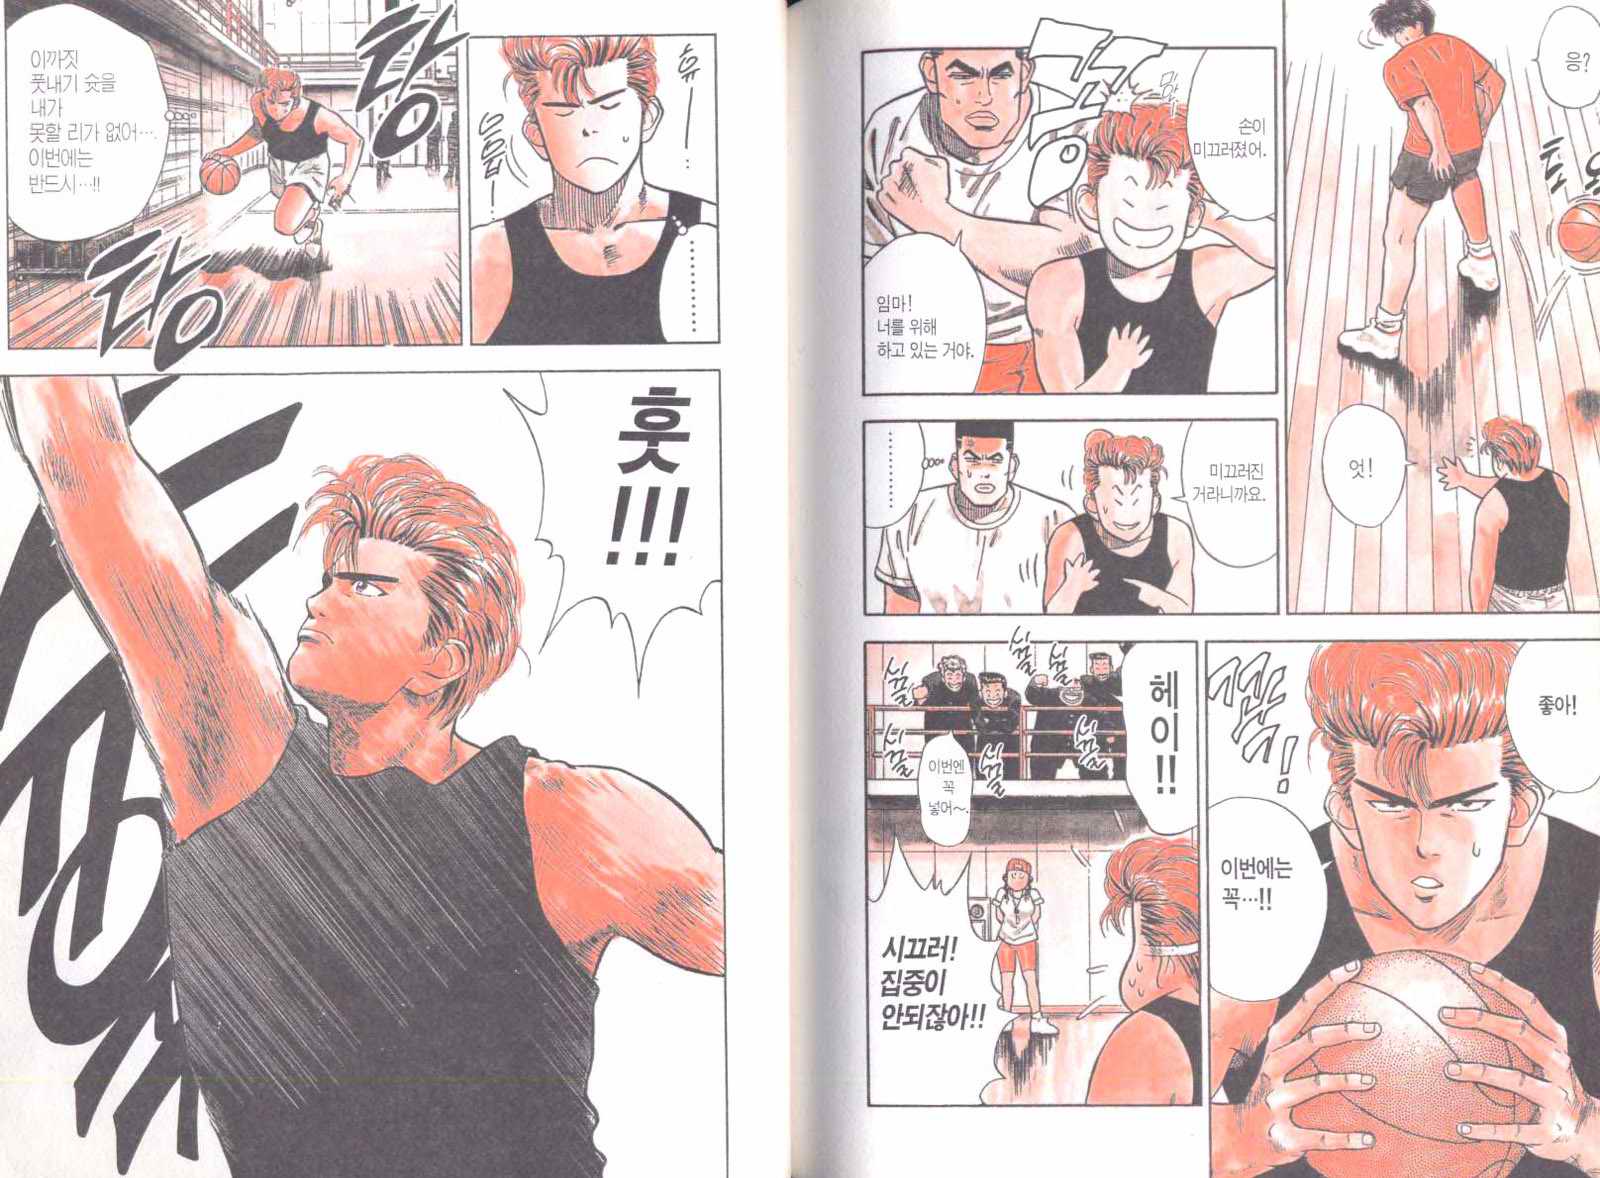 응?
엇!
손이
미끄러졌어.
임마!
너를 위해
하고 있는 거야.
미끄러진
거라니까요.
좋아!
이번에는
꼭…!!
헤이!!
이번엔
꼭
넣어~.
시끄러!
집중이
안되잖아!!
휴
음
이까짓
풋내기 슛을
내가
못할 리가 없어….
이번에는
반드시…!!
탕
탕
훗
!!!